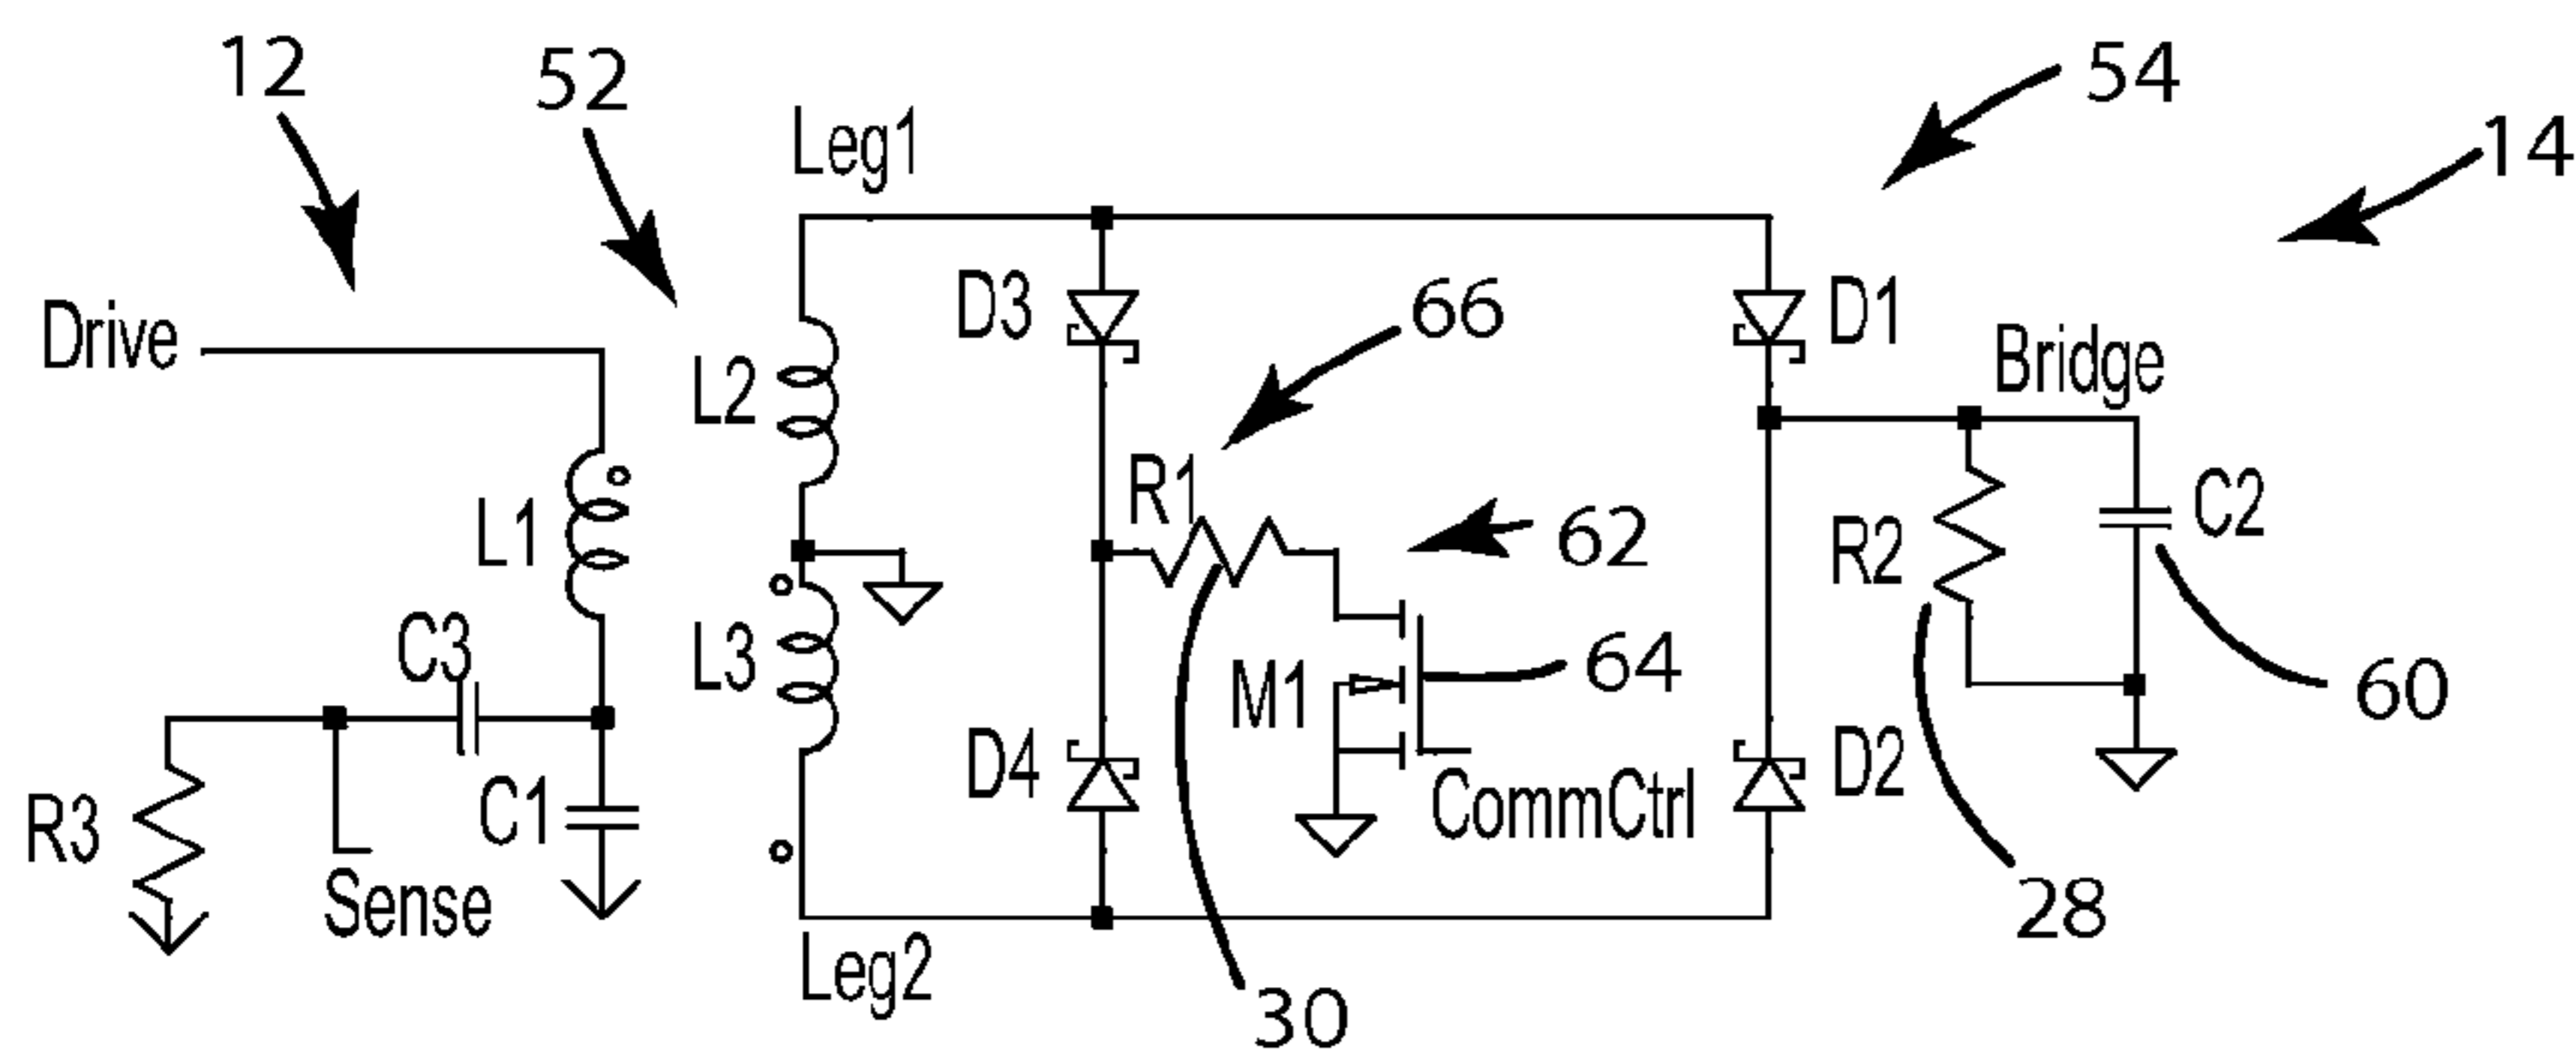 12
52
54
14
Leg1
Drive
D3
66
D1
Bridge
L2
R1
L1
62
C2
R2
C3
L3
M1
64
60
D4
D2
R3
C1
CommCtrl
Sense
28
Leg2
30